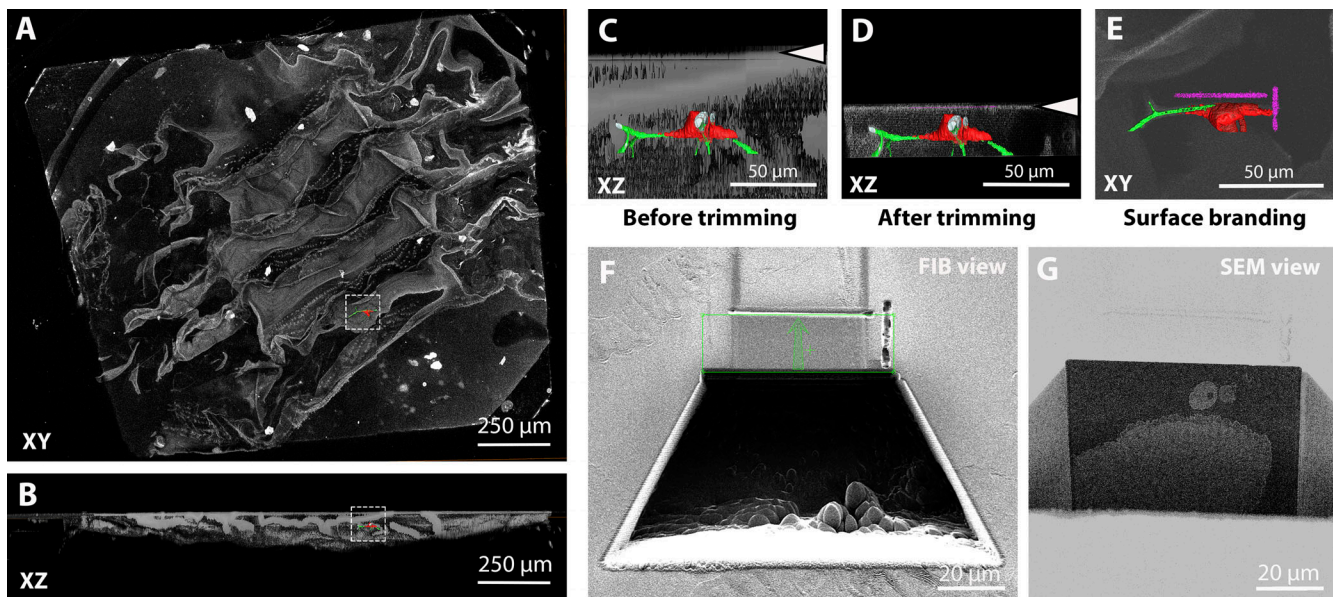 A
250 µm
XY
B
250 µm
XZ
C
50 µm
XZ
Before trimming
D
50 µm
XZ
After trimming
E
50 µm
XY
Surface branding
F
FIB view
20 µm
G
SEM view
20 µm